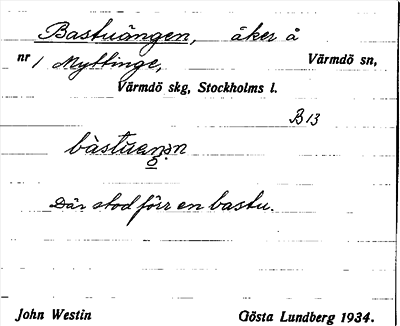 Bastuängen, åker å
nr 1 Myttinge, Värmdö sn,
Värmdö skg, Stockholms l.
B 13
Där stod förr en bastu.
John Westin Gösta Lundberg 1934.